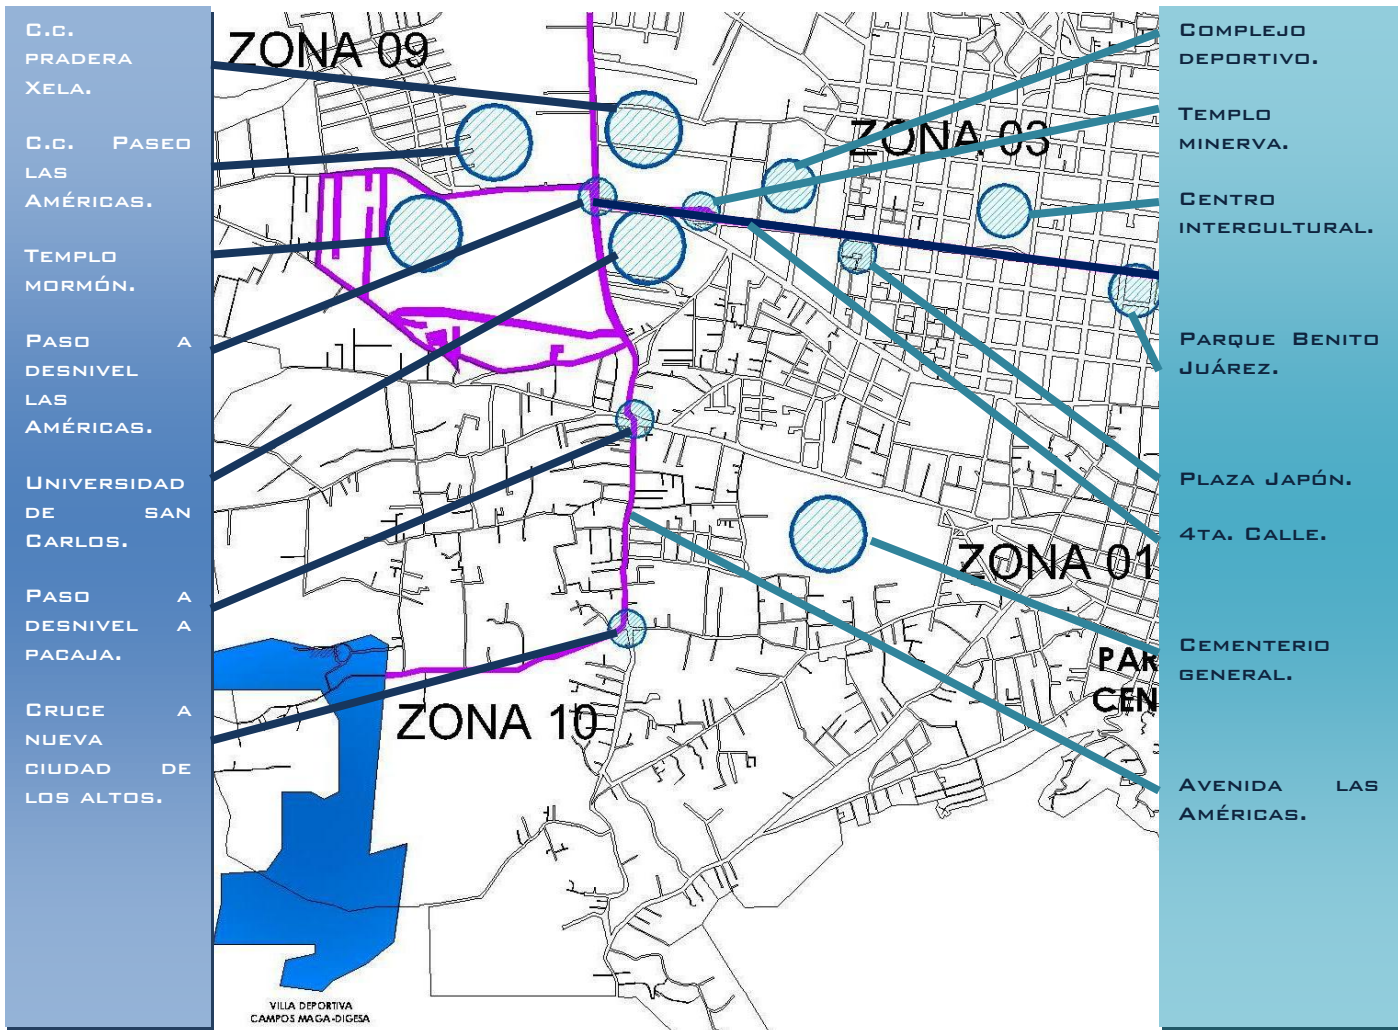 C.C.
PRADERA
XELA.
C.C. PASEO
LAS
AMÉRICAS.
TEMPLO
MORMÓN.
PASO A
DESNIVEL
LAS
AMÉRICAS.
UNIVERSIDAD
DE SAN
CARLOS.
PASO A
DESNIVEL A
PACAJA.
CRUCE A
NUEVA
CIUDAD DE
LOS ALTOS.
ZONA 09
ZONA 03
ZONA 01
PAR
CEN
ZONA 10
VILLA DEPORTIVA
CAMPOS MAGA-DIGESA
COMPLEJO
DEPORTIVO.
TEMPLO
MINERVA.
CENTRO
INTERCULTURAL.
PARQUE BENITO
JUÁREZ.
PLAZA JAPÓN.
4TA. CALLE.
CEMENTERIO
GENERAL.
AVENIDA LAS
AMÉRICAS.